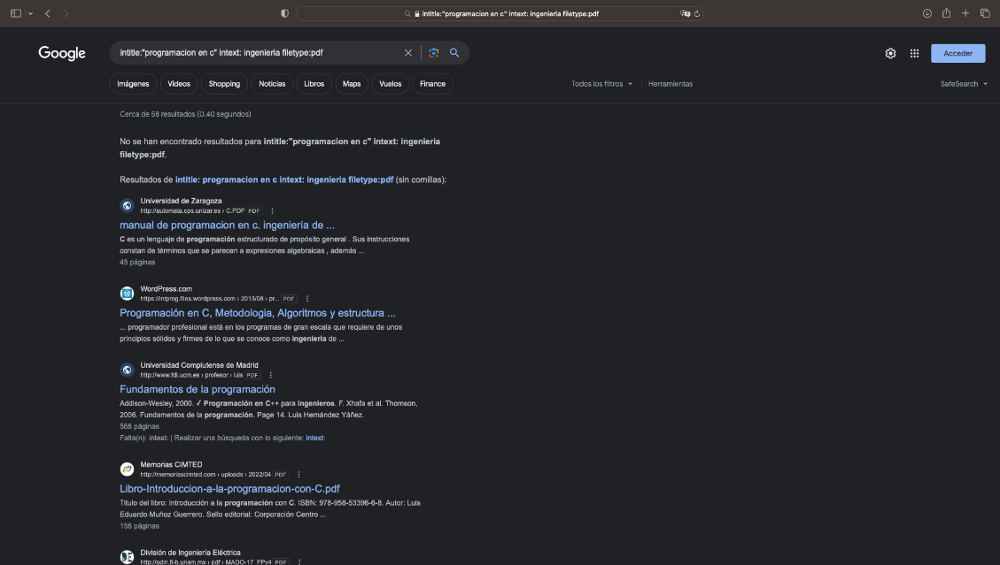 intitle:"programacion en c" intext: ingenieria filetype:pdf
Google
intitle:"programacion en c" intext: ingenieria filetype:pdf
Acceder
Imágenes
Vídeos
Shopping
Noticias
Libros
Maps
Vuelos
Finance
Todos los filtros
Herramientas
SafeSearch
Cerca de 58 resultados (0.40 segundos)
No se han encontrado resultados para intitle:"programacion en c" intext: ingenieria
filetype:pdf.
Resultados de intitle: programacion en c intext: ingenieria filetype:pdf (sin comillas):
Universidad de Zaragoza
http://automata.cps.unizar.es › C.PDF PDF
manual de programacion en c. ingeniería de ...
C es un lenguaje de programación estructurado de propósito general . Sus instrucciones
constan de términos que se parecen a expresiones algebraicas , además ...
45 páginas
WordPress.com
https://intprog.files.wordpress.com › 2013/08 › pr... PDF
Programación en C, Metodologia, Algoritmos y estructura ...
... programador profesional está en los programas de gran escala que requiere de unos
principios sólidos y firmes de lo que se conoce como ingeniería de ...
Universidad Complutense de Madrid
http://www.fdi.ucm.es › profesor › luis PDF
Fundamentos de la programación
Addison-Wesley, 2000. ✓ Programación en C++ para ingenieros. F. Xhafa et al. Thomson,
2006. Fundamentos de la programación. Page 14. Luis Hernández Yáñez.
568 páginas
Falta(n): intext: | Realizar una búsqueda con lo siguiente: intext:
Memorias CIMTED
http://memoriascimted.com › uploads › 2022/04 PDF
Libro-Introduccion-a-la-programacion-con-C.pdf
Titulo del libro: Introducción a la programación con C. ISBN: 978-958-53396-6-8. Autor: Luis
Eduardo Muñoz Guerrero. Sello editorial: Corporación Centro ...
158 páginas
División de Ingeniería Eléctrica
http://odin.fi-b.unam.mx › pdf › MADO-17_FPv4 PDF